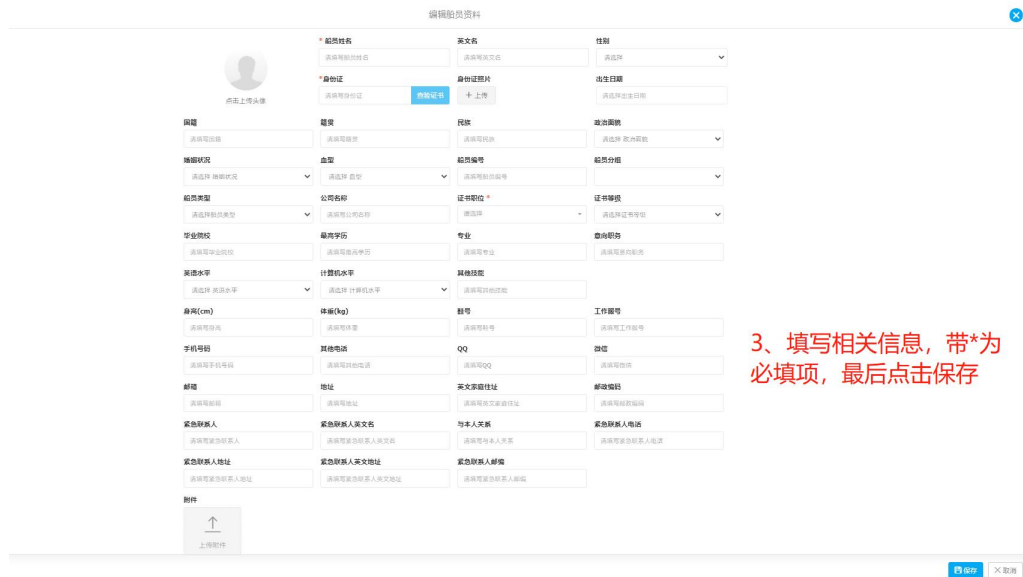 编辑船员资料
* 船员姓名 英文名 性别
请填写船员姓名 请填写英文名 请选择
*身份证 身份证照片 出生日期
点击上传头像 请填写身份证 查验证书 + 上传 请选择出生日期
国籍 籍贯 民族 政治面貌
请填写国籍 请填写籍贯 请填写民族 请选择 政治面貌
婚姻状况 血型 船员编号 船员分组
请选择 婚姻状况 请选择 血型 请填写船员编号
船员类型 公司名称 证书职位 * 证书等级
请选择船员类型 请填写公司名称 请选择 请选择证书等级
毕业院校 最高学历 专业 意向职务
请填写毕业院校 请填写最高学历 请填写专业 请填写意向职务
英语水平 计算机水平 其他技能
请选择 英语水平 请选择 计算机水平 请填写其他技能
身高(cm) 体重(kg) 鞋号 工作服号
请填写身高 请填写体重 请填写鞋号 请填写工作服号
手机号码 其他电话 QQ 微信
请填写手机号码 请填写其他电话 请填写QQ 请填写微信
邮箱 地址 英文家庭住址 邮政编码
请填写邮箱 请填写地址 请填写英文家庭住址 请填写邮政编码
紧急联系人 紧急联系人英文名 与本人关系 紧急联系人电话
请填写紧急联系人 请填写紧急联系人英文名 请填写与本人关系 请填写紧急联系人电话
紧急联系人地址 紧急联系人英文地址 紧急联系人邮编
请填写紧急联系人地址 请填写紧急联系人英文地址 请填写紧急联系人邮编
附件
上传附件
3、填写相关信息，带*为
必填项，最后点击保存
保存 取消